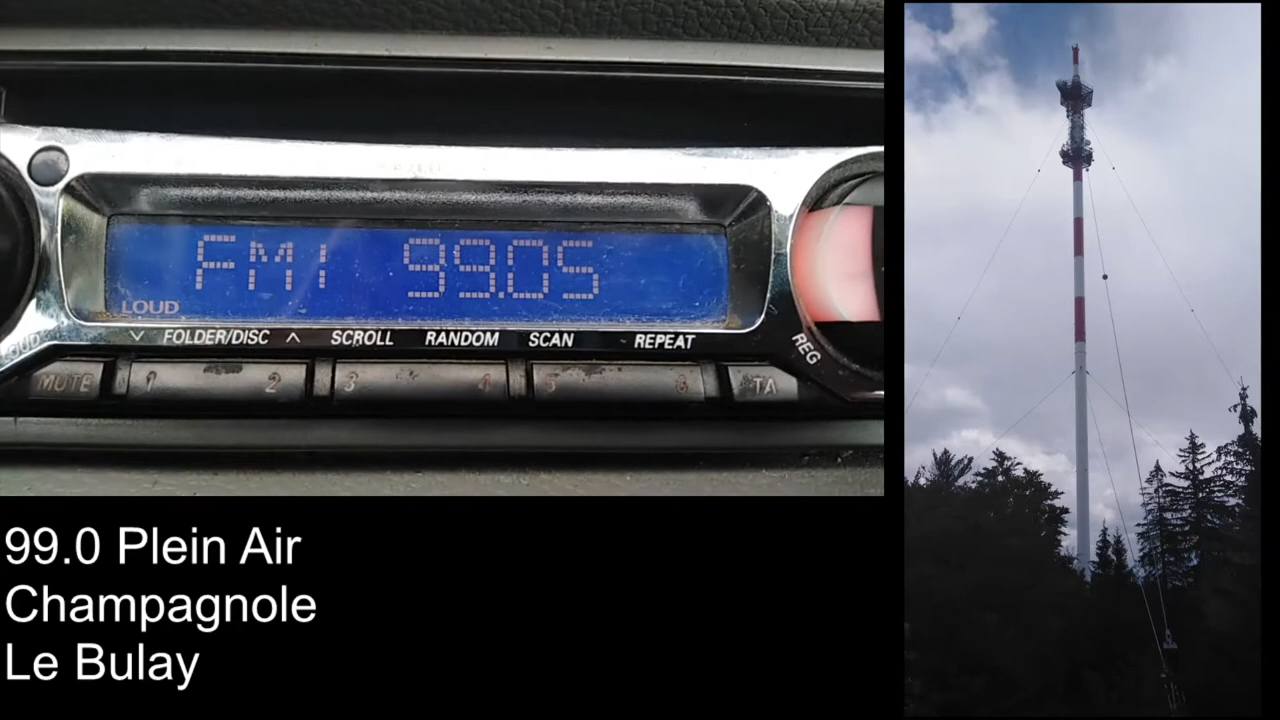 FM1 99.05
LOUD
FOLDER/DISC SCROLL RANDOM SCAN REPEAT
REG
LOUD
MUTE 1 2 3 4 5 6 TA
99.0 Plein Air
Champagnole
Le Bulay